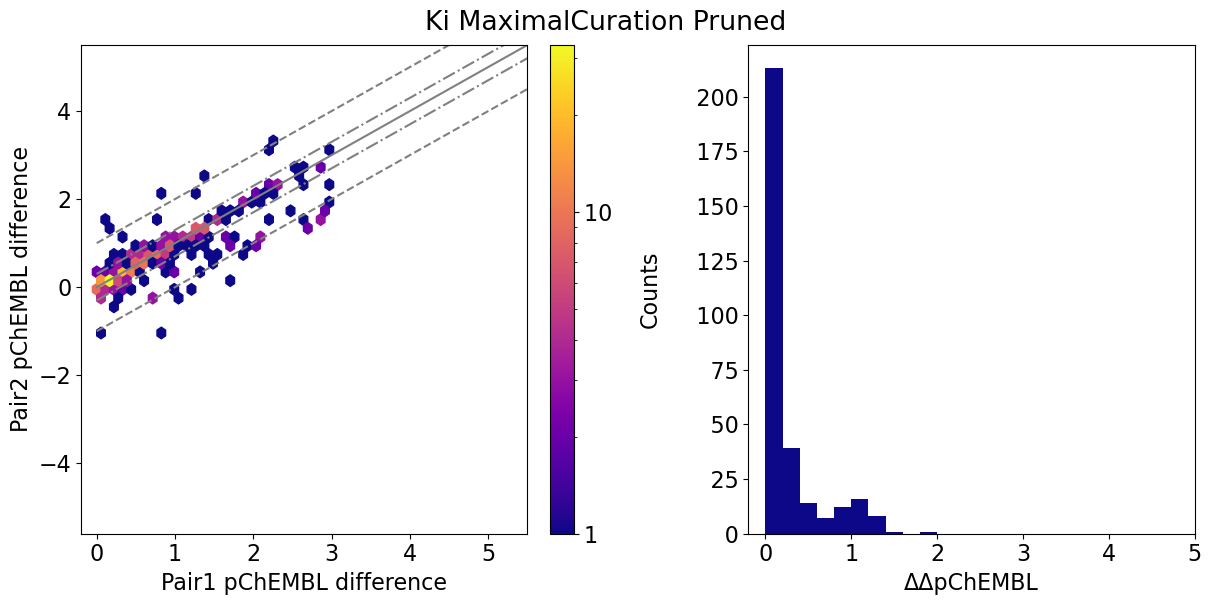 Ki MaximalCuration Pruned
4
2
0
−2
−4
Pair2 pChEMBL difference
0 1 2 3 4 5
Pair1 pChEMBL difference
10
1
200
175
150
125
100
75
50
25
0
Counts
0 1 2 3 4 5
ΔΔpChEMBL